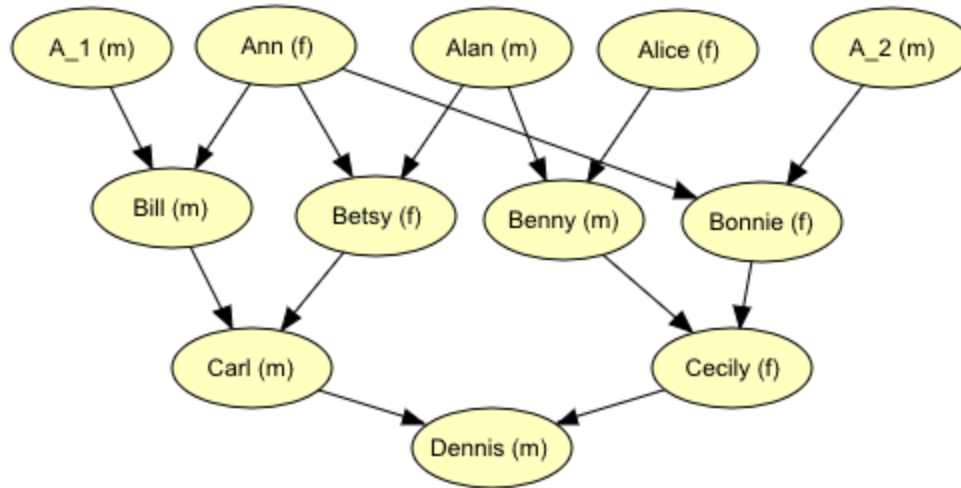 A_1 (m)
Ann (f)
Alan (m)
Alice (f)
A_2 (m)
Bill (m)
Betsy (f)
Benny (m)
Bonnie (f)
Carl (m)
Cecily (f)
Dennis (m)